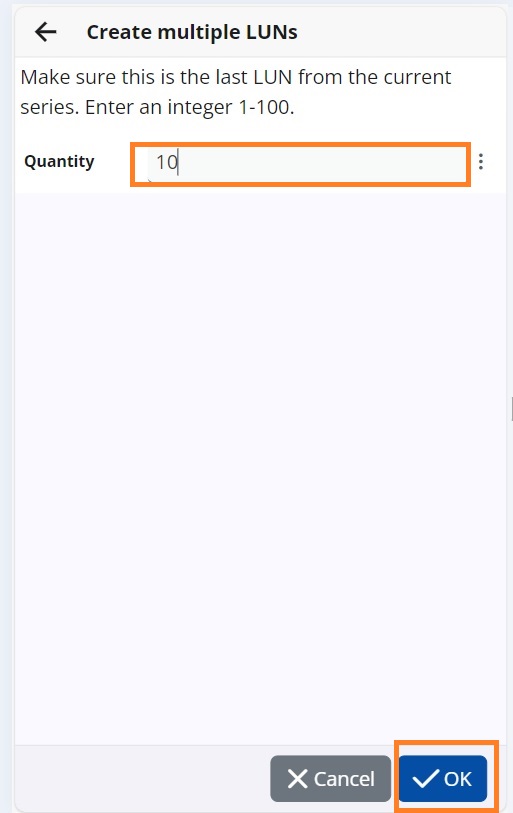 Create multiple LUNs
Make sure this is the last LUN from the current
series. Enter an integer 1-100.
Quantity 10
Cancel OK